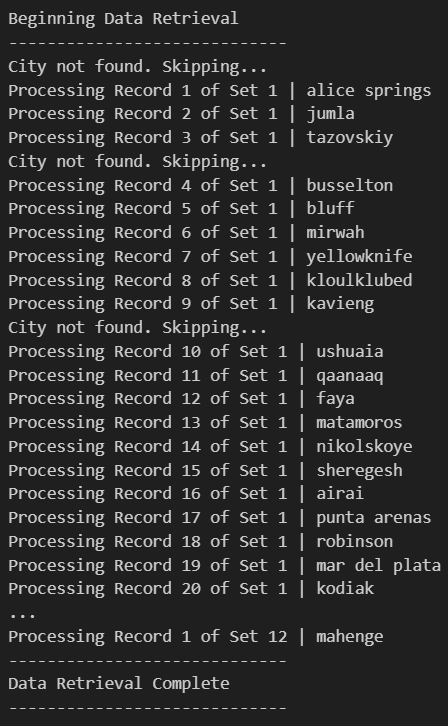 Beginning Data Retrieval
-----------------------------
City not found. Skipping...
Processing Record 1 of Set 1 | alice springs
Processing Record 2 of Set 1 | jumla
Processing Record 3 of Set 1 | tazovskiy
City not found. Skipping...
Processing Record 4 of Set 1 | busselton
Processing Record 5 of Set 1 | bluff
Processing Record 6 of Set 1 | mirwah
Processing Record 7 of Set 1 | yellowknife
Processing Record 8 of Set 1 | kloulklubed
Processing Record 9 of Set 1 | kavieng
City not found. Skipping...
Processing Record 10 of Set 1 | ushuaia
Processing Record 11 of Set 1 | qaanaaq
Processing Record 12 of Set 1 | faya
Processing Record 13 of Set 1 | matamoros
Processing Record 14 of Set 1 | nikolskoye
Processing Record 15 of Set 1 | sheregesh
Processing Record 16 of Set 1 | airai
Processing Record 17 of Set 1 | punta arenas
Processing Record 18 of Set 1 | robinson
Processing Record 19 of Set 1 | mar del plata
Processing Record 20 of Set 1 | kodiak
...
Processing Record 1 of Set 12 | mahenge
-----------------------------
Data Retrieval Complete
-----------------------------